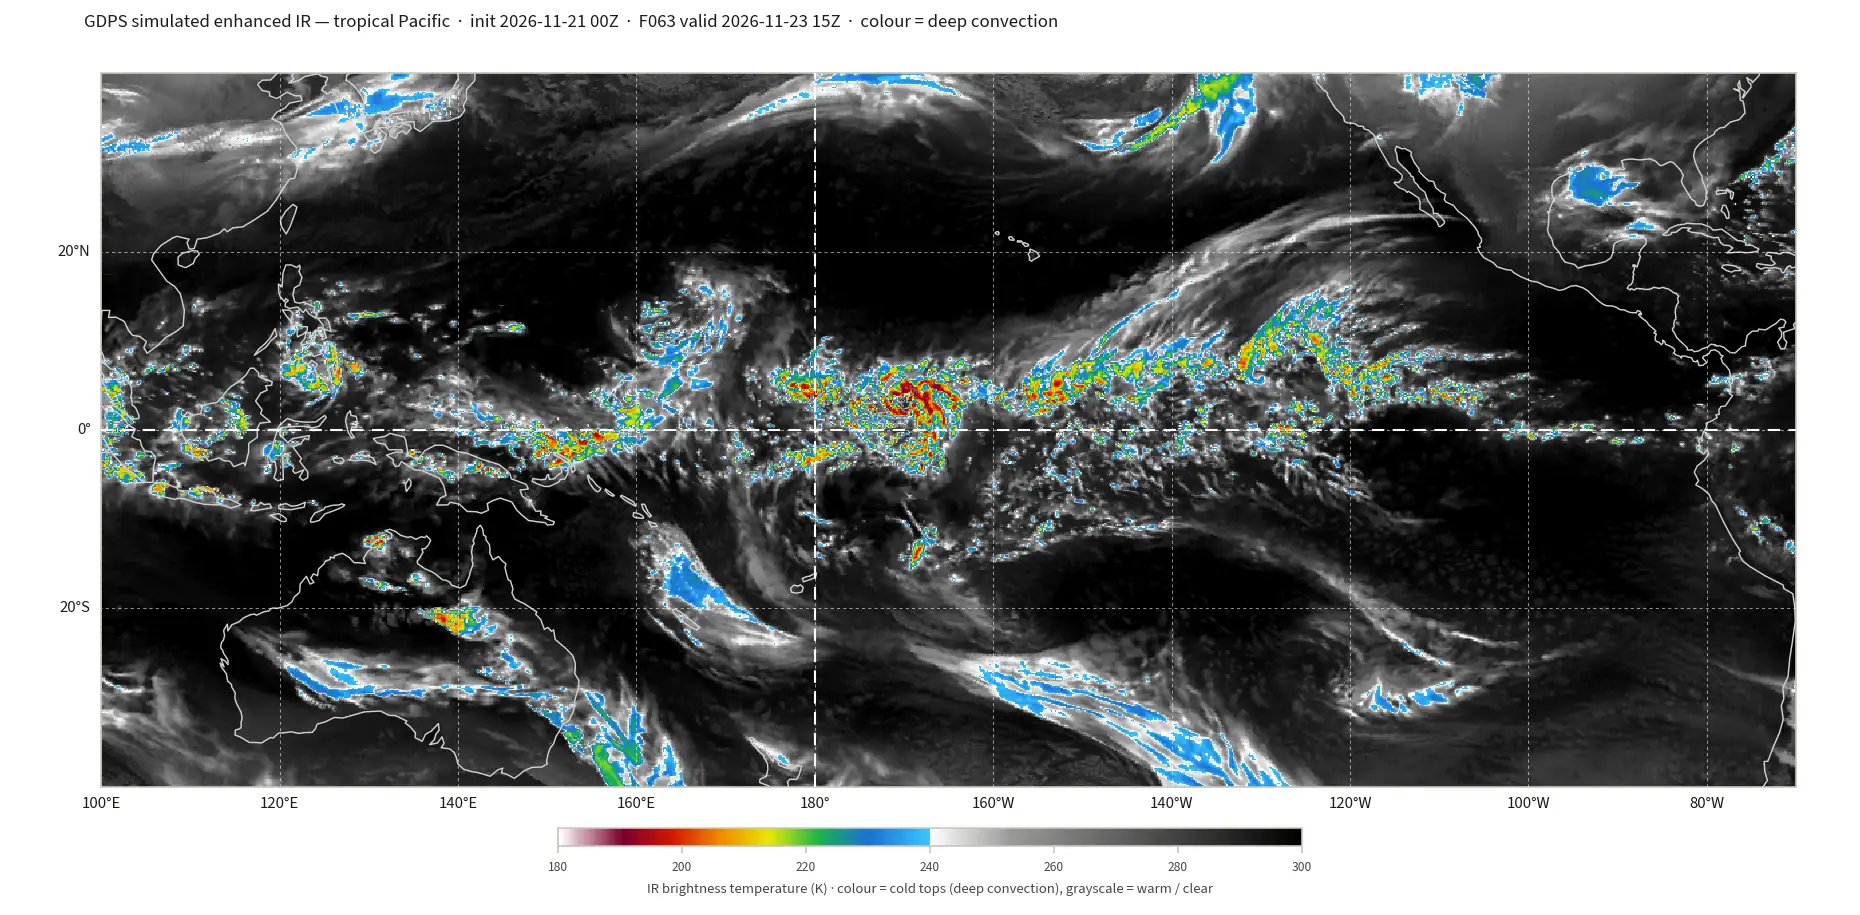 GDPS simulated enhanced IR — tropical Pacific · init 2026-11-21 00Z · F063 valid 2026-11-23 15Z · colour = deep convection
20°N
0°
20°S
100°E 120°E 140°E 160°E 180° 160°W 140°W 120°W 100°W 80°W
180 200 220 240 260 280 300
IR brightness temperature (K) · colour = cold tops (deep convection), grayscale = warm / clear